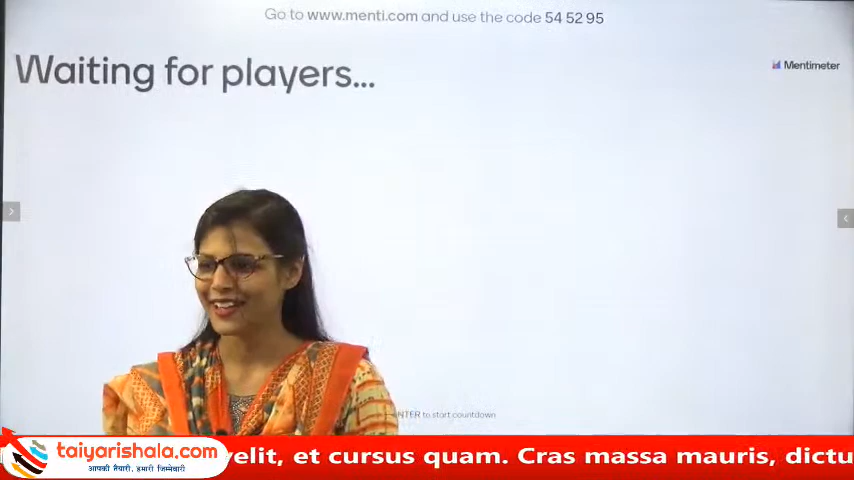 Go to www.menti.com and use the code 54 52 95
Waiting for players...
Mentimeter
ENTER to start countdown
taiyarishala.com
आपकी तैयारी, हमारी जिम्मेवारी
velit, et cursus quam. Cras massa mauris, dictu